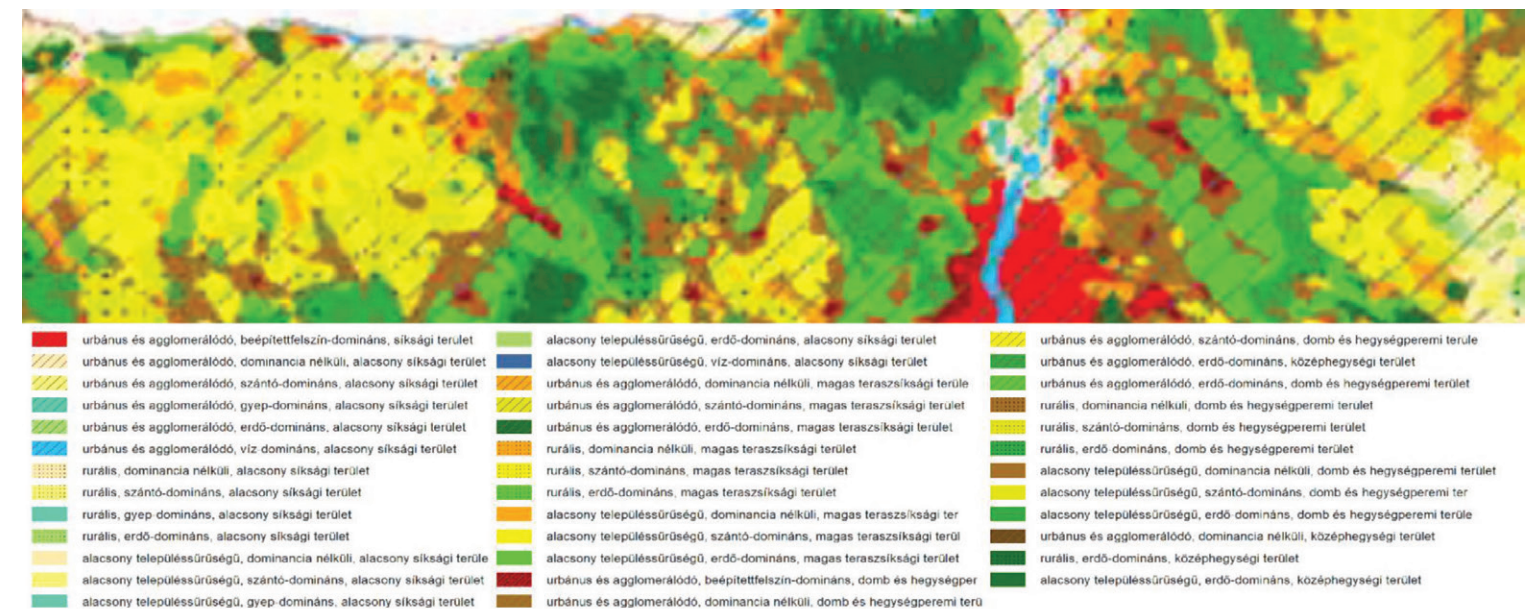 urbánus és agglomerálódó, beépítettfelszín-domináns, síksági terület
urbánus és agglomerálódó, dominancia nélküli, alacsony síksági terület
urbánus és agglomerálódó, szántó-domináns, alacsony síksági terület
urbánus és agglomerálódó, gyep-domináns, alacsony síksági terület
urbánus és agglomerálódó, erdő-domináns, alacsony síksági terület
urbánus és agglomerálódó, víz-domináns, alacsony síksági terület
rurális, dominancia nélküli, alacsony síksági terület
rurális, szántó-domináns, alacsony síksági terület
rurális, gyep-domináns, alacsony síksági terület
rurális, erdő-domináns, alacsony síksági terület
alacsony településsűrűségű, dominancia nélküli, alacsony síksági terüle
alacsony településsűrűségű, szántó-domináns, alacsony síksági terület
alacsony településsűrűségű, gyep-domináns, alacsony síksági terület
alacsony településsűrűségű, erdő-domináns, alacsony síksági terület
alacsony településsűrűségű, víz-domináns, alacsony síksági terület
urbánus és agglomerálódó, dominancia nélküli, magas teraszsíksági terüle
urbánus és agglomerálódó, szántó-domináns, magas teraszsíksági terület
urbánus és agglomerálódó, erdő-domináns, magas teraszsíksági terület
rurális, dominancia nélküli, magas teraszsíksági terület
rurális, szántó-domináns, magas teraszsíksági terület
rurális, erdő-domináns, magas teraszsíksági terület
alacsony településsűrűségű, dominancia nélküli, magas teraszsíksági ter
alacsony településsűrűségű, szántó-domináns, magas teraszsíksági terül
alacsony településsűrűségű, erdő-domináns, magas teraszsíksági terület
urbánus és agglomerálódó, beépítettfelszín-domináns, domb és hegységper
urbánus és agglomerálódó, dominancia nélküli, domb és hegységperemi terü
urbánus és agglomerálódó, szántó-domináns, domb és hegységperemi terüle
urbánus és agglomerálódó, erdő-domináns, középhegységi terület
urbánus és agglomerálódó, erdő-domináns, domb és hegységperemi terület
rurális, dominancia nélküli, domb és hegységperemi terület
rurális, szántó-domináns, domb és hegységperemi terület
rurális, erdő-domináns, domb és hegységperemi terület
alacsony településsűrűségű, dominancia nélküli, domb és hegységperemi terület
alacsony településsűrűségű, szántó-domináns, domb és hegységperemi ter
alacsony településsűrűségű, erdő-domináns, domb és hegységperemi terüle
urbánus és agglomerálódó, dominancia nélküli, középhegységi terület
rurális, erdő-domináns, középhegységi terület
alacsony településsűrűségű, erdő-domináns, középhegységi terület